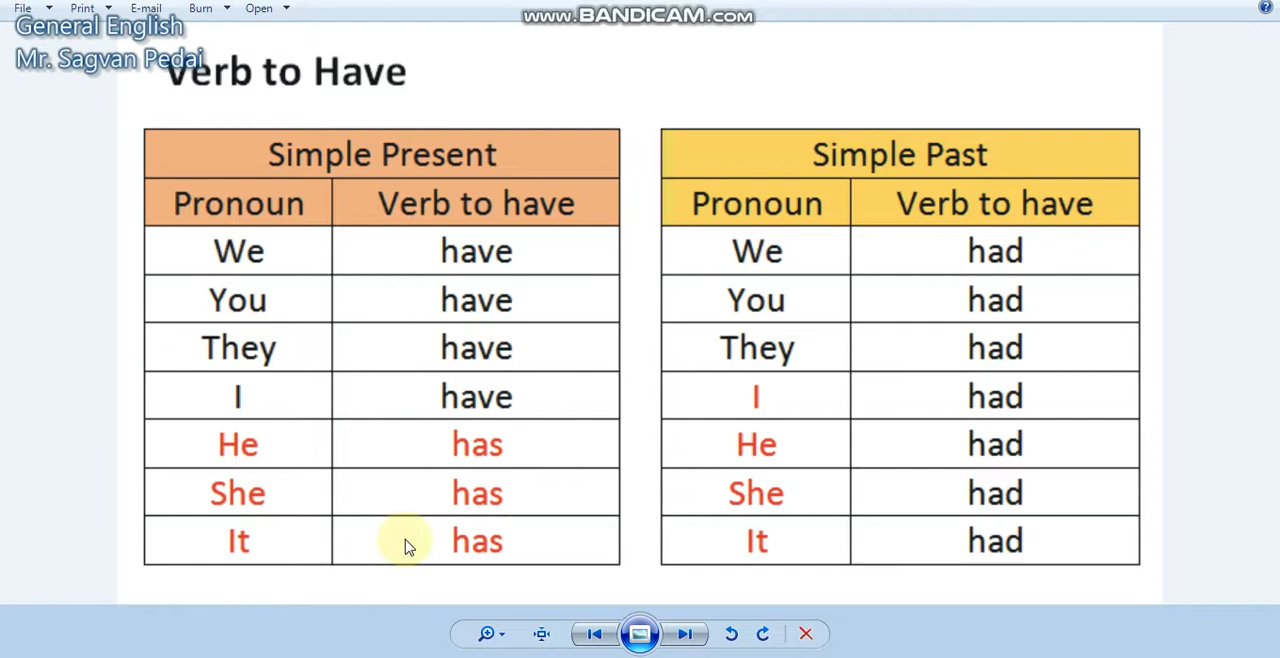 File Print E-mail Burn Open
www.BANDICAM.com
General English
Mr. Sagvan Pedai
Verb to Have
Simple Present
Pronoun Verb to have
We have
You have
They have
I have
He has
She has
It has
Simple Past
Pronoun Verb to have
We had
You had
They had
I had
He had
She had
It had